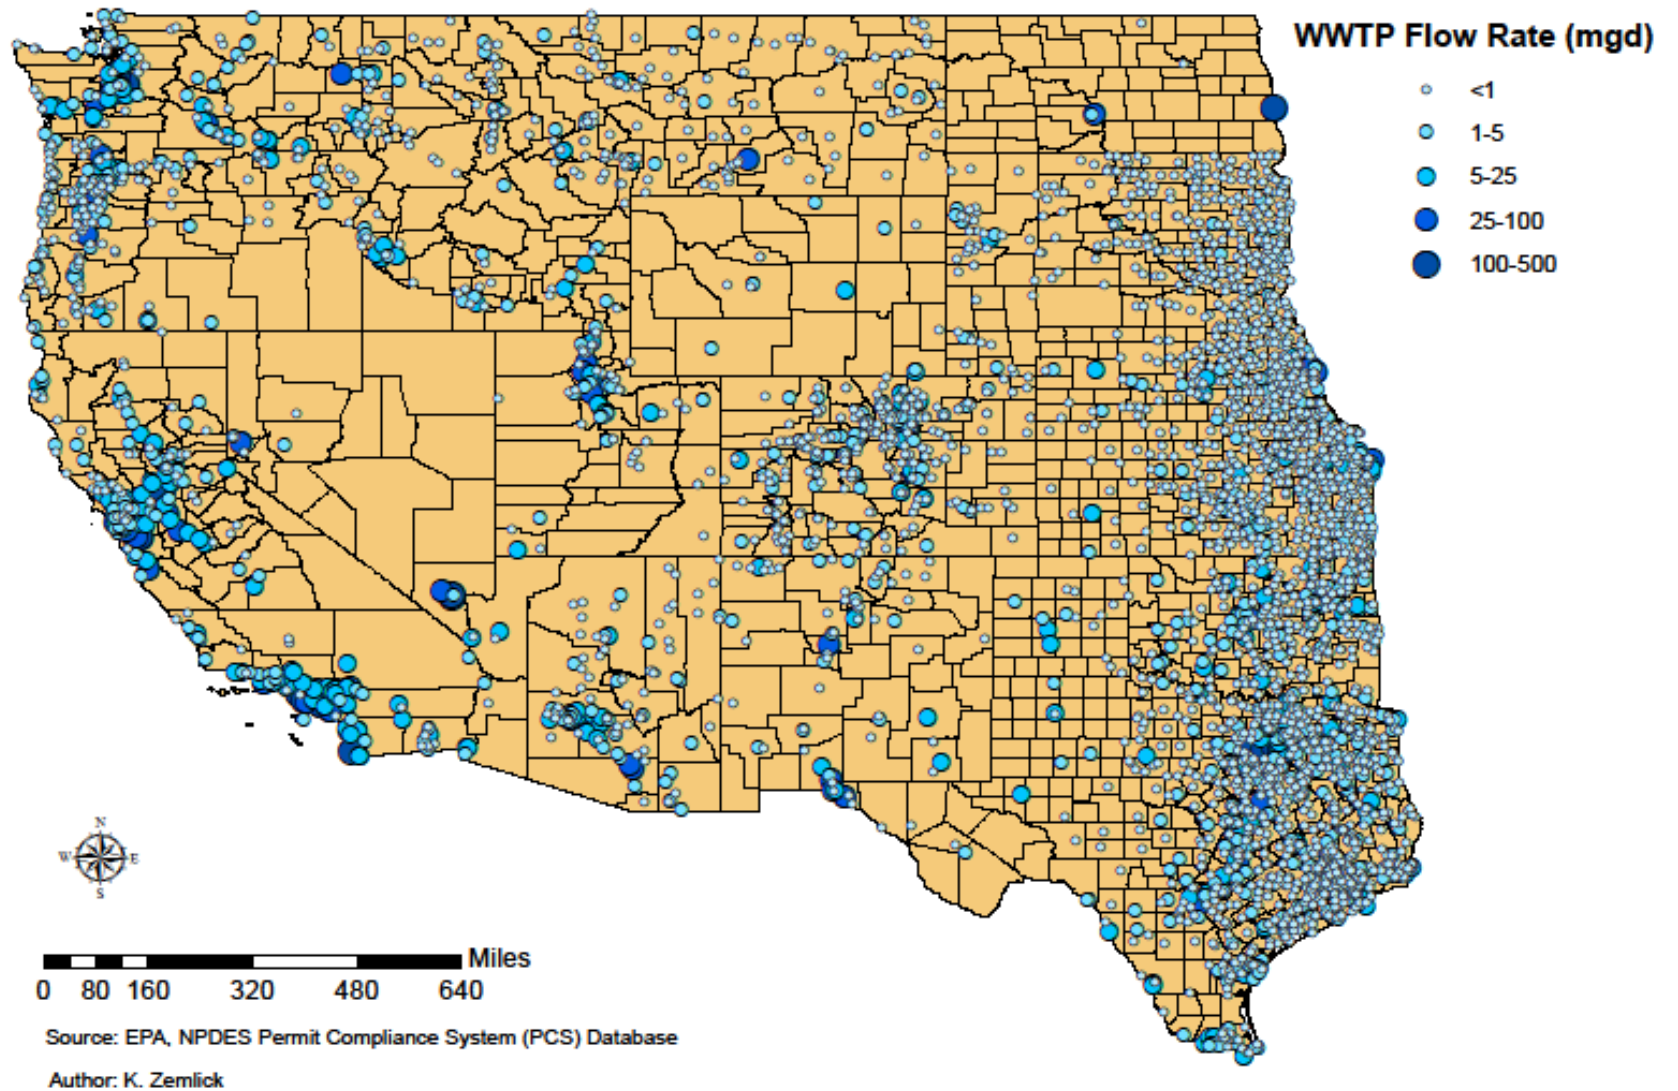 WWTP Flow Rate (mgd)
<1
1-5
5-25
25-100
100-500
N
W E
S
Miles
0 80 160 320 480 640
Source: EPA, NPDES Permit Compliance System (PCS) Database
Author: K. Zemlick